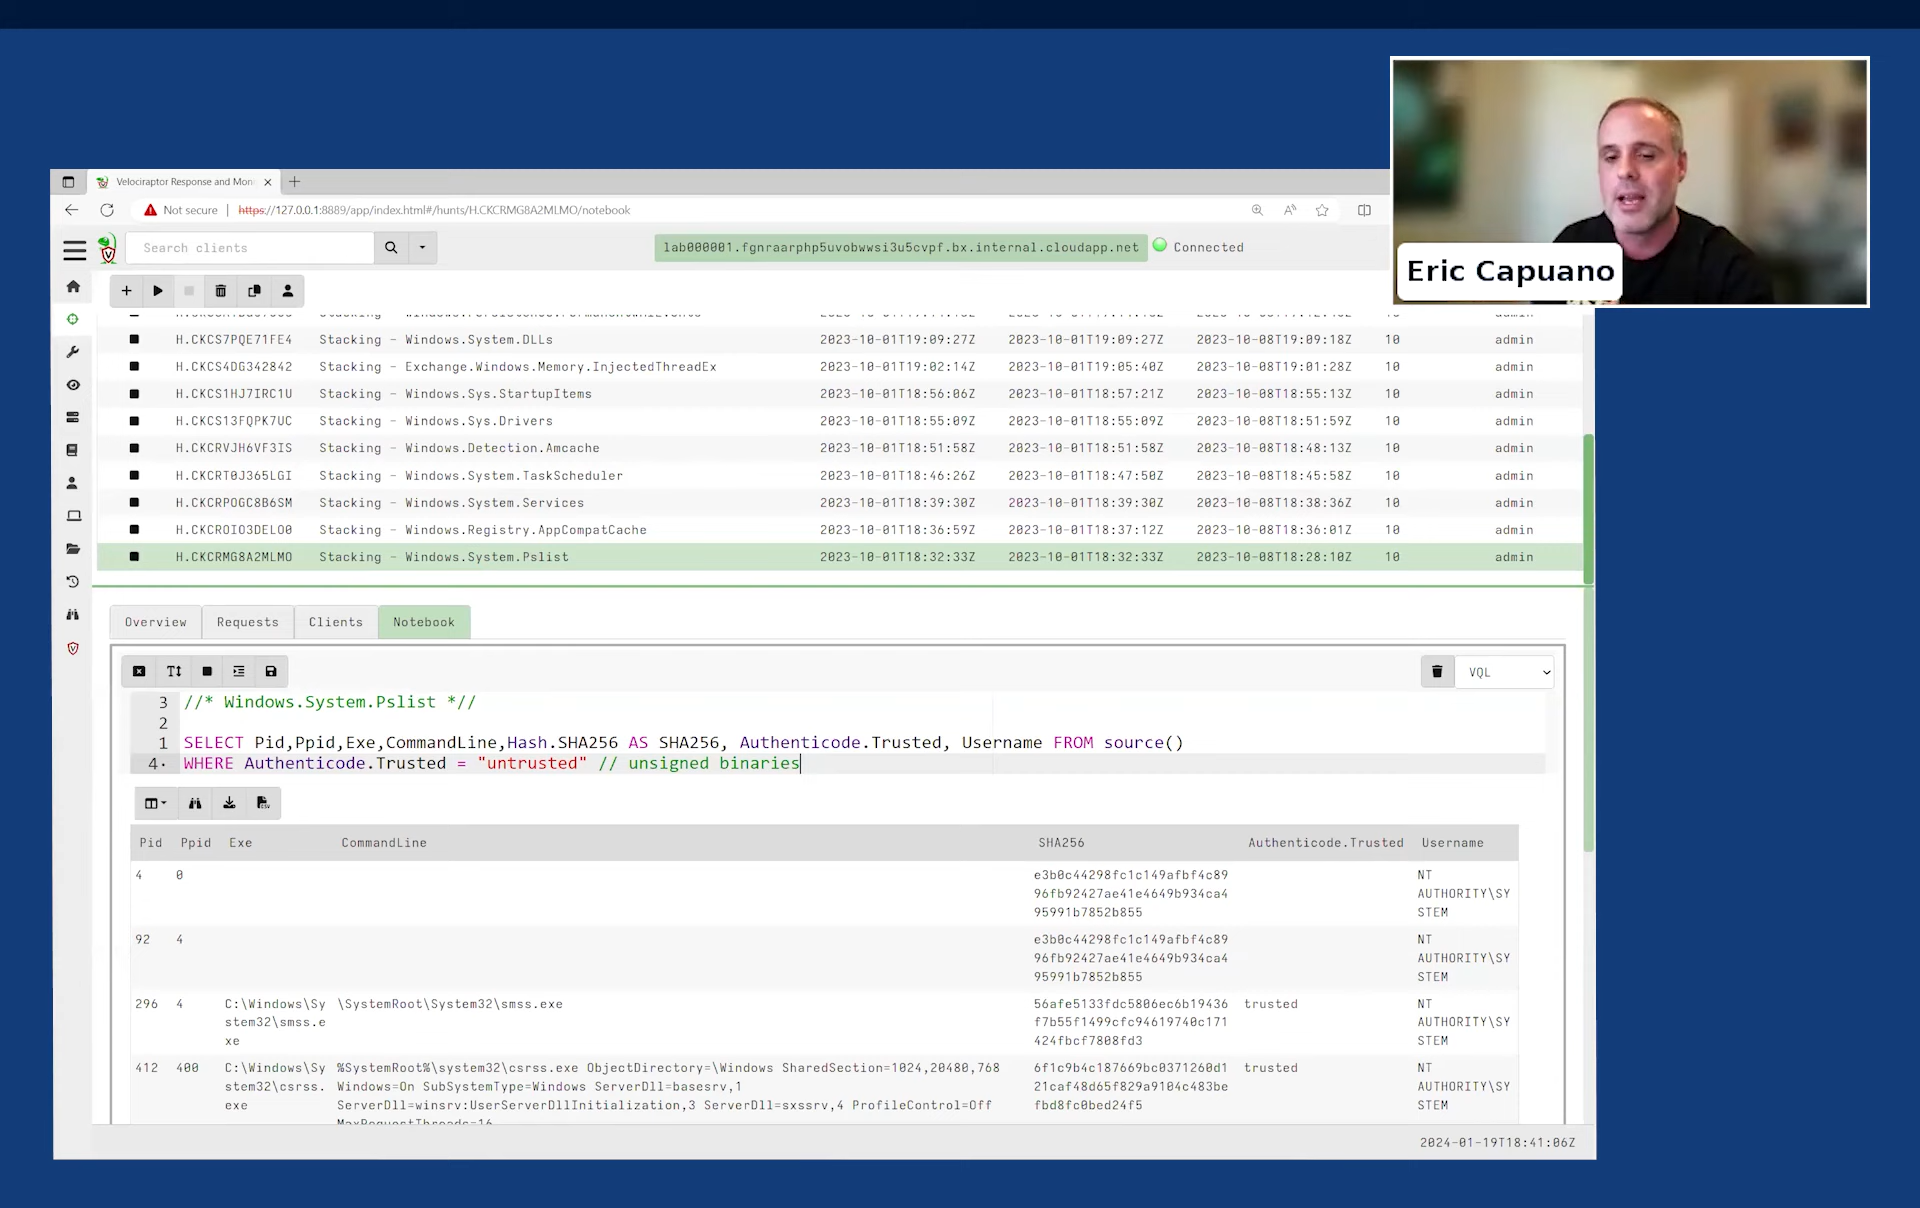 Velociraptor Response and Mon
Not secure | https://127.0.0.1:8889/app/index.html#/hunts/H.CKCRMG8A2MLMO/notebook
Search clients
lab000001.fgnraarphp5uvobwwsi3u5cvpf.bx.internal.cloudapp.net
Connected
Eric Capuano
H.CKCS7PQE71FE4 Stacking - Windows.System.DLLs 2023-10-01T19:09:27Z 2023-10-01T19:09:27Z 2023-10-08T19:09:18Z 10 admin
H.CKCS4DG342842 Stacking - Exchange.Windows.Memory.InjectedThreadEx 2023-10-01T19:02:14Z 2023-10-01T19:05:40Z 2023-10-08T19:01:28Z 10 admin
H.CKCS1HJ7IRC1U Stacking - Windows.Sys.StartupItems 2023-10-01T18:56:06Z 2023-10-01T18:57:21Z 2023-10-08T18:55:13Z 10 admin
H.CKCS13FQPK7UC Stacking - Windows.Sys.Drivers 2023-10-01T18:55:09Z 2023-10-01T18:55:09Z 2023-10-08T18:51:59Z 10 admin
H.CKCRVJH6VF3IS Stacking - Windows.Detection.Amcache 2023-10-01T18:51:58Z 2023-10-01T18:51:58Z 2023-10-08T18:48:13Z 10 admin
H.CKCRT0J365LGI Stacking - Windows.System.TaskScheduler 2023-10-01T18:46:26Z 2023-10-01T18:47:50Z 2023-10-08T18:45:58Z 10 admin
H.CKCRPOGC8B6SM Stacking - Windows.System.Services 2023-10-01T18:39:30Z 2023-10-01T18:39:30Z 2023-10-08T18:38:36Z 10 admin
H.CKCROIO3DELO0 Stacking - Windows.Registry.AppCompatCache 2023-10-01T18:36:59Z 2023-10-01T18:37:12Z 2023-10-08T18:36:01Z 10 admin
H.CKCRMG8A2MLMO Stacking - Windows.System.Pslist 2023-10-01T18:32:33Z 2023-10-01T18:32:33Z 2023-10-08T18:28:10Z 10 admin
Overview Requests Clients Notebook
VQL
3 //* Windows.System.Pslist *//
2
1 SELECT Pid,Ppid,Exe,CommandLine,Hash.SHA256 AS SHA256, Authenticode.Trusted, Username FROM source()
4 WHERE Authenticode.Trusted = "untrusted" // unsigned binaries
Pid Ppid Exe CommandLine SHA256 Authenticode.Trusted Username
4 0 e3b0c44298fc1c149afbf4c89 NT
96fb92427ae41e4649b934ca4 AUTHORITY\SY
95991b7852b855 STEM
92 4 e3b0c44298fc1c149afbf4c89 NT
96fb92427ae41e4649b934ca4 AUTHORITY\SY
95991b7852b855 STEM
296 4 C:\Windows\Sy \SystemRoot\System32\smss.exe 56afe5133fdc5806ec6b19436 trusted NT
stem32\smss.e f7b55f1499cfc94619740c171 AUTHORITY\SY
xe 424fbcf7808fd3 STEM
412 400 C:\Windows\Sy %SystemRoot%\system32\csrss.exe ObjectDirectory=\Windows SharedSection=1024,20480,768 6f1c9b4c187669bc0371260d1 trusted NT
stem32\csrss. Windows=On SubSystemType=Windows ServerDll=basesrv,1 21caf48d65f829a9104c483be AUTHORITY\SY
exe ServerDll=winsrv:UserServerDllInitialization,3 ServerDll=sxssrv,4 ProfileControl=Off fbd8fc0bed24f5 STEM
MaxRequestThreads=16
2024-01-19T18:41:06Z